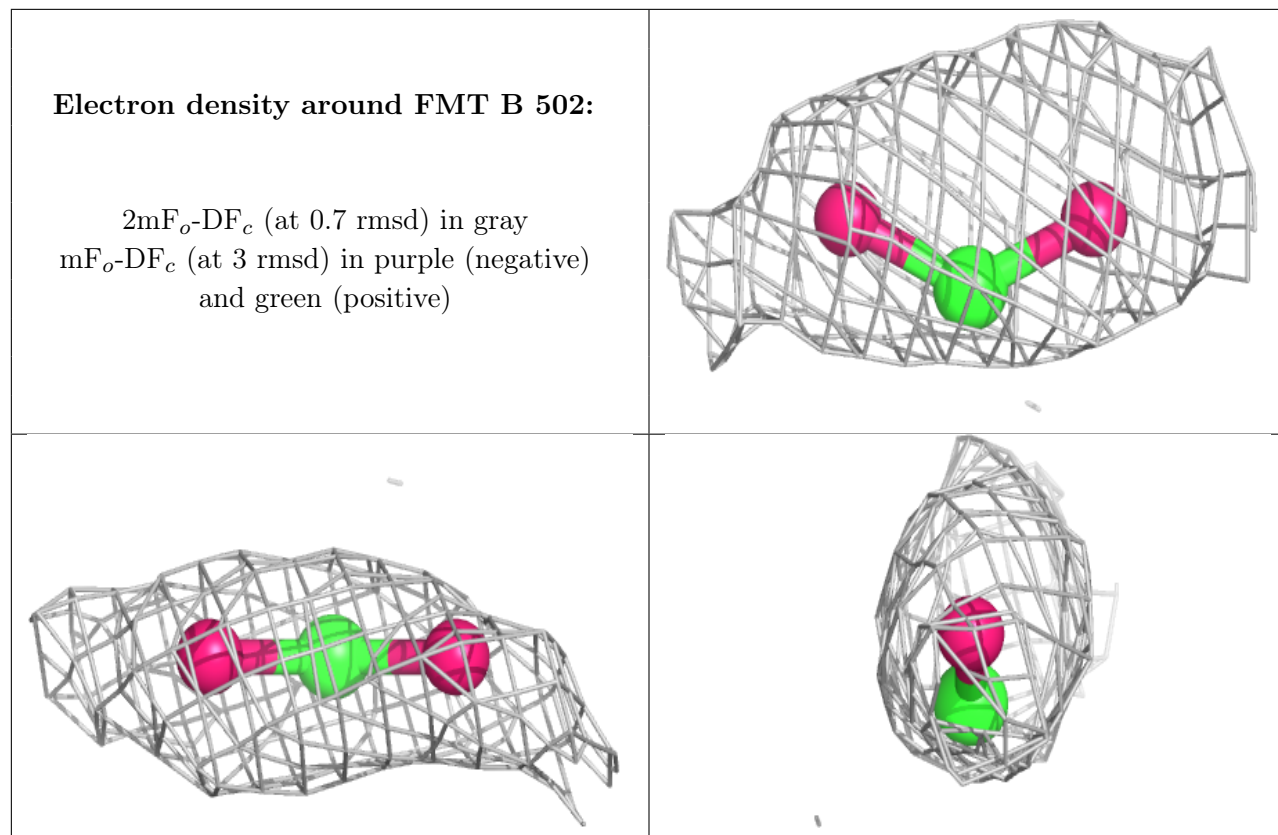 Electron density around FMT B 502:
2mFo-DFc (at 0.7 rmsd) in gray
mFo-DFc (at 3 rmsd) in purple (negative)
and green (positive)